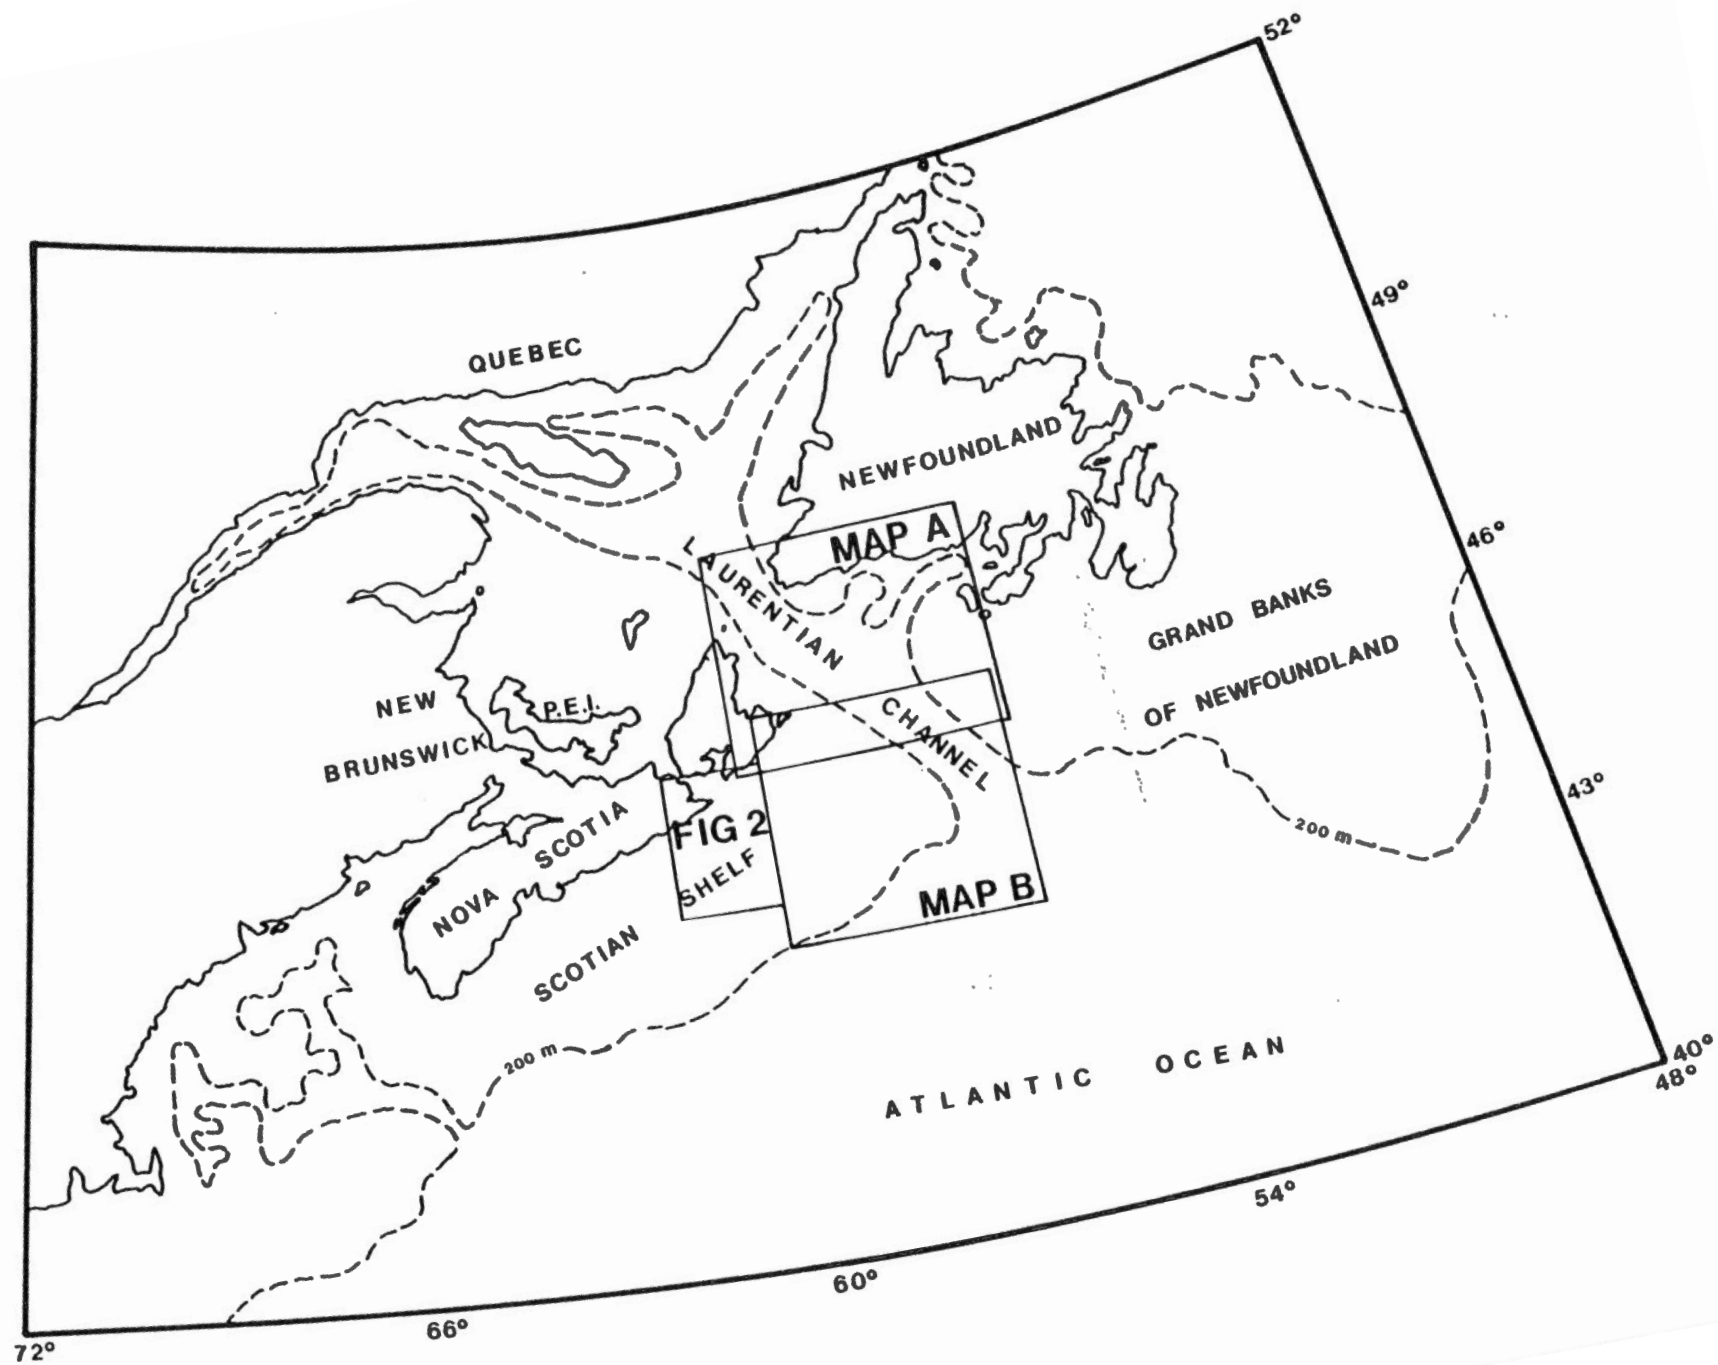 52°
49°
QUEBEC
NEWFOUNDLAND
MAP A
46°
LAURENTIAN
GRAND BANKS
OF NEWFOUNDLAND
NEW
BRUNSWICK
P.E.I.
CHANNEL
43°
200 m
SCOTIA
NOVA
FIG 2
SHELF
MAP B
SCOTIAN
200 m
ATLANTIC OCEAN
40°
48°
54°
60°
66°
72°